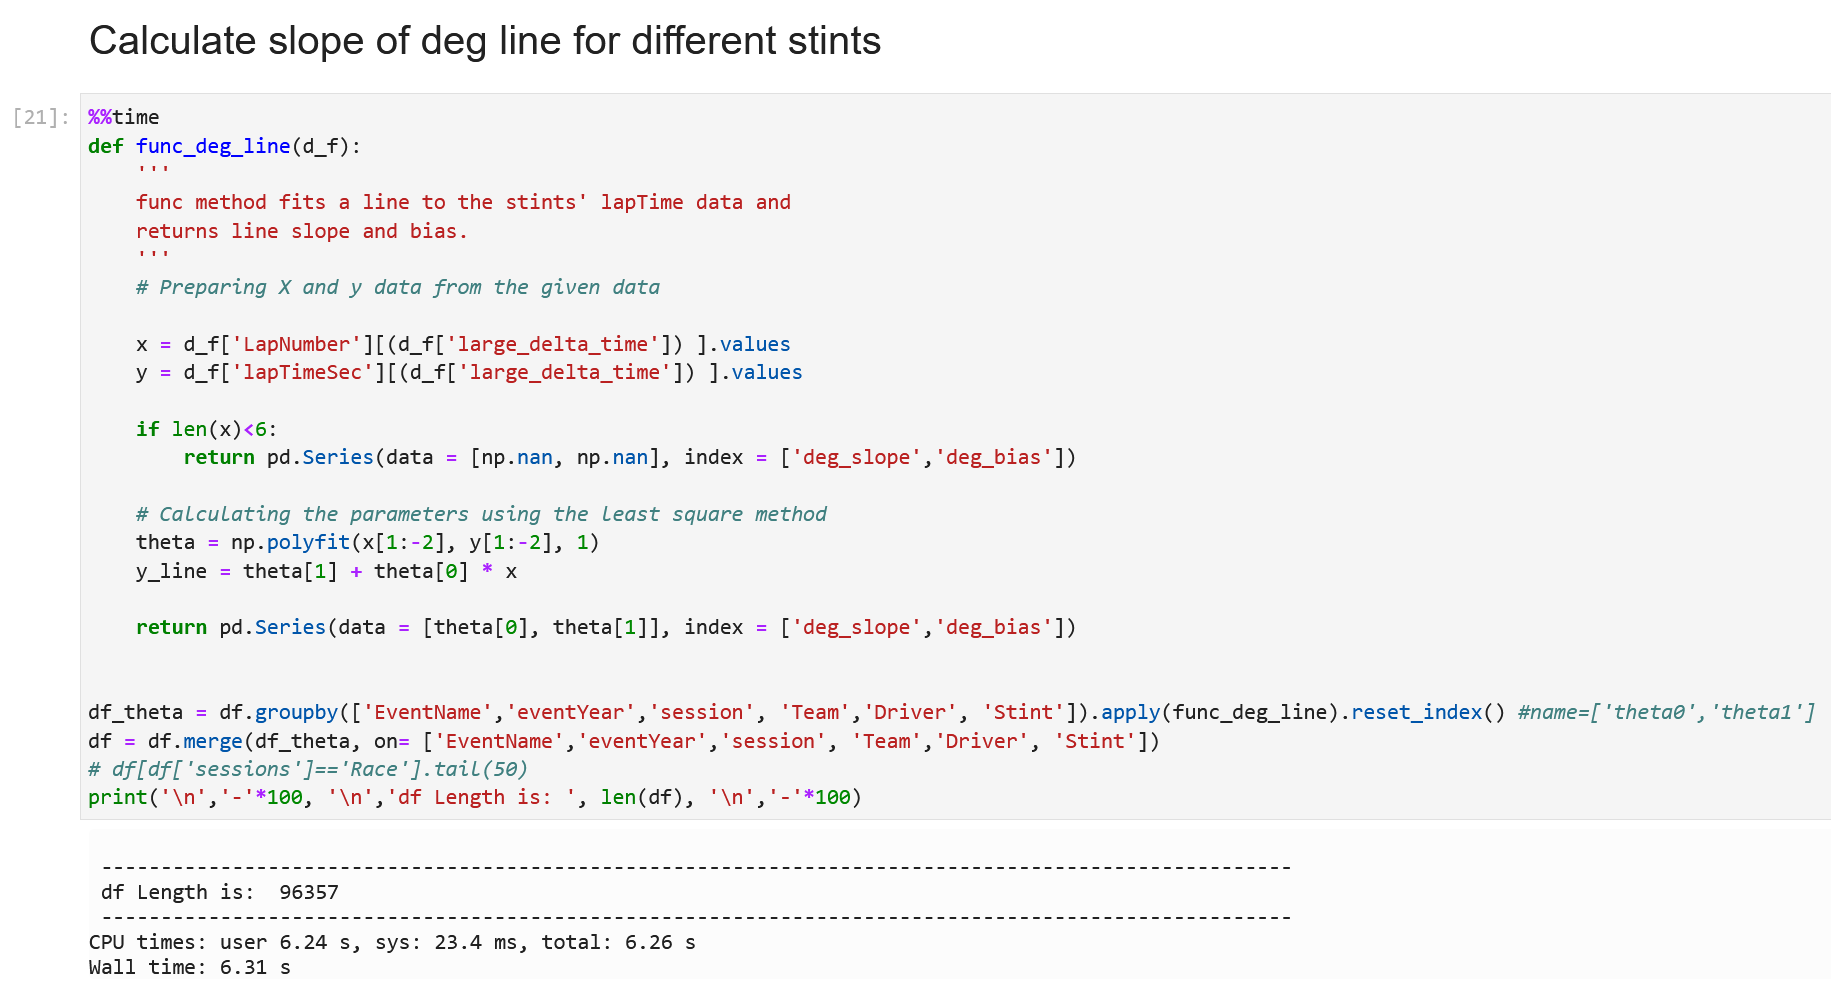 Calculate slope of deg line for different stints
[21]:
%%time
def func_deg_line(d_f):
    '''
    func method fits a line to the stints' lapTime data and
    returns line slope and bias.
    '''
    # Preparing X and y data from the given data

    x = d_f['LapNumber'][(d_f['large_delta_time']) ].values
    y = d_f['lapTimeSec'][(d_f['large_delta_time']) ].values

    if len(x)<6:
        return pd.Series(data = [np.nan, np.nan], index = ['deg_slope','deg_bias'])

    # Calculating the parameters using the least square method
    theta = np.polyfit(x[1:-2], y[1:-2], 1)
    y_line = theta[1] + theta[0] * x

    return pd.Series(data = [theta[0], theta[1]], index = ['deg_slope','deg_bias'])


df_theta = df.groupby(['EventName','eventYear','session', 'Team','Driver', 'Stint']).apply(func_deg_line).reset_index() #name=['theta0','theta1']
df = df.merge(df_theta, on= ['EventName','eventYear','session', 'Team','Driver', 'Stint'])
# df[df['sessions']=='Race'].tail(50)
print('\n','-'*100, '\n','df Length is: ', len(df), '\n','-'*100)
----------------------------------------------------------------------------------------------------
df Length is:  96357
----------------------------------------------------------------------------------------------------
CPU times: user 6.24 s, sys: 23.4 ms, total: 6.26 s
Wall time: 6.31 s